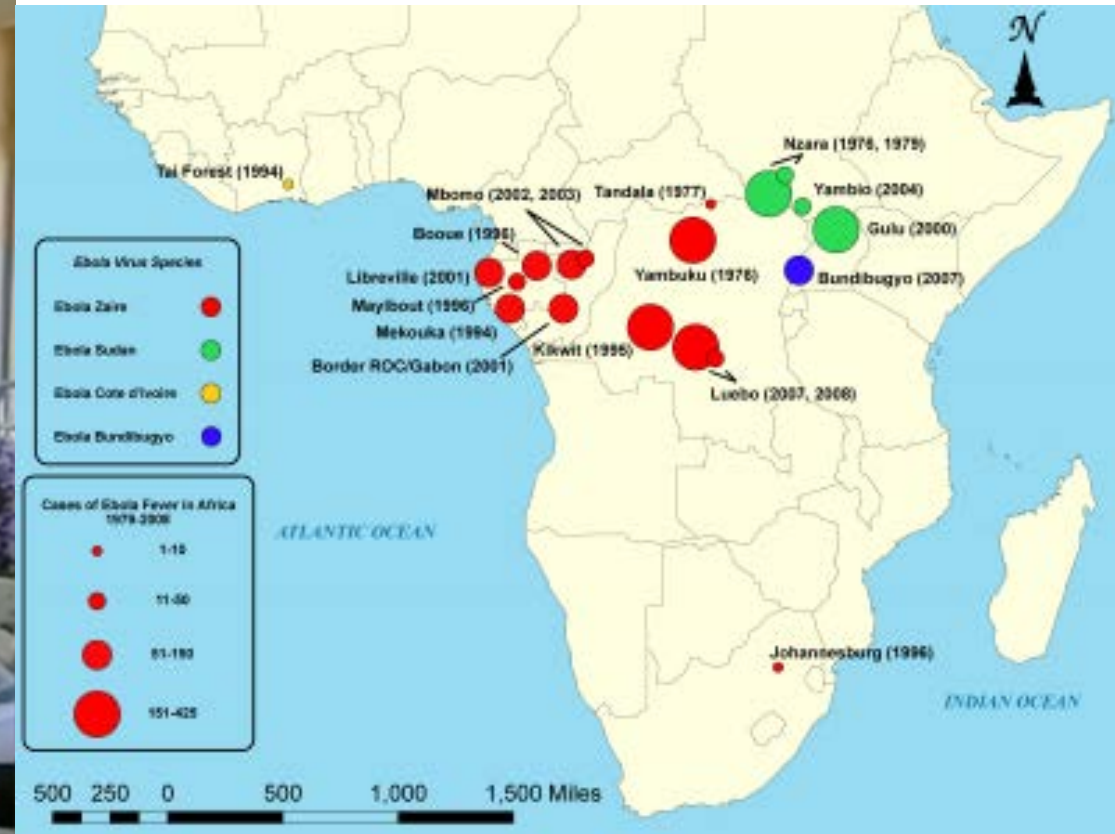 N
Nzara (1976, 1979)
Tai Forest (1994)
Tandala (1977)
Mbomo (2002, 2003)
Yambio (2004)
Booue (1996)
Gulu (2000)
Libreville (2001)
Yambuku (1976)
Bundibugyo (2007)
Mayibout (1996)
Mekouka (1994)
Kikwit (1995)
Border ROC/Gabon (2001)
Luebo (2007, 2008)
Ebola Virus Species
Ebola Zaire
Ebola Sudan
Ebola Cote d'Ivoire
Ebola Bundibugyo
Cases of Ebola Fever in Africa
1-10
11-50
151-425
ATLANTIC OCEAN
Johannesburg (1996)
INDIAN OCEAN
500 250 0 500 1,000 1,500 Miles